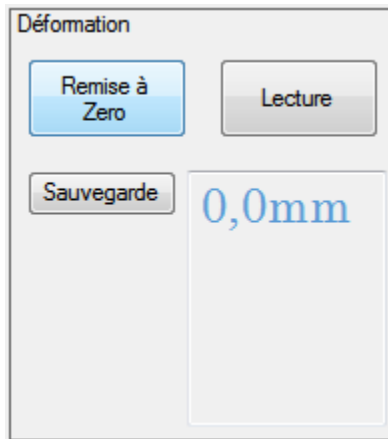 Déformation
Remise à
Zero
Lecture
Sauvegarde
0,0mm